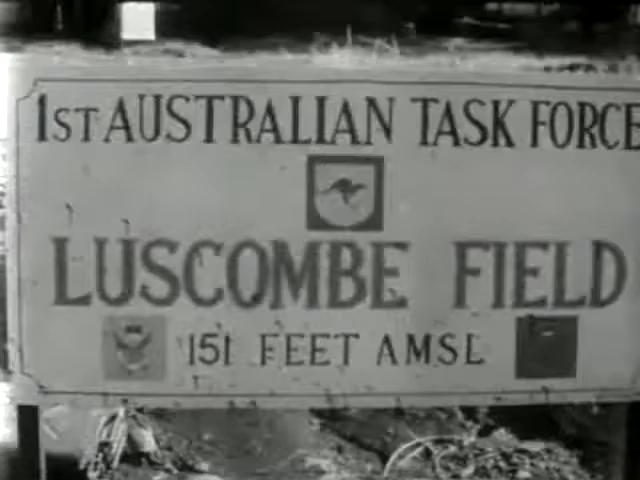 1ST AUSTRALIAN TASK FORCE
LUSCOMBE FIELD
151 FEET AMSL